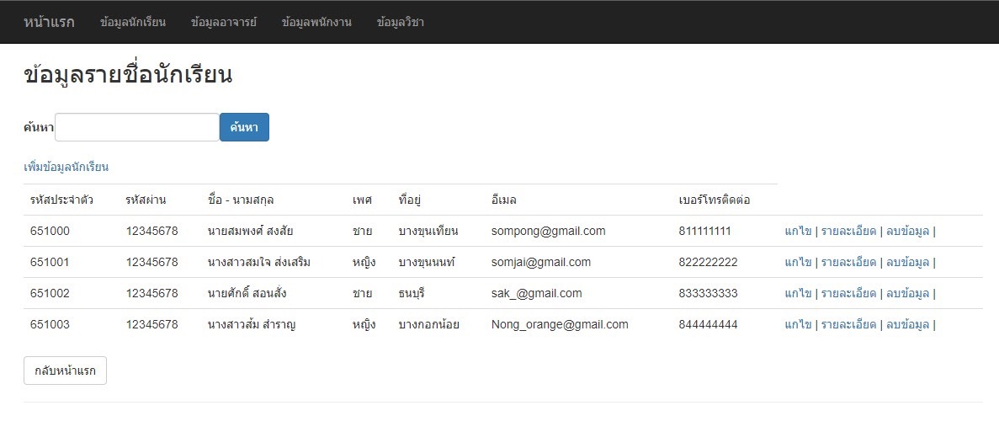 หน้าแรก ข้อมูลนักเรียน ข้อมูลอาจารย์ ข้อมูลพนักงาน ข้อมูลวิชา
ข้อมูลรายชื่อนักเรียน
ค้นหา ค้นหา
เพิ่มข้อมูลนักเรียน
รหัสประจำตัว รหัสผ่าน ชื่อ - นามสกุล เพศ ที่อยู่ อีเมล เบอร์โทรติดต่อ
651000 12345678 นายสมพงศ์ สงสัย ชาย บางขุนเทียน sompong@gmail.com 811111111 แกไข | รายละเอียด | ลบข้อมูล |
651001 12345678 นางสาวสมใจ ส่งเสริม หญิง บางขุนนนท์ somjai@gmail.com 822222222 แกไข | รายละเอียด | ลบข้อมูล |
651002 12345678 นายศักดิ์ สอนสั่ง ชาย ธนบุรี sak_@gmail.com 833333333 แกไข | รายละเอียด | ลบข้อมูล |
651003 12345678 นางสาวส้ม สำราญ หญิง บางกอกน้อย Nong_orange@gmail.com 844444444 แกไข | รายละเอียด | ลบข้อมูล |
กลับหน้าแรก